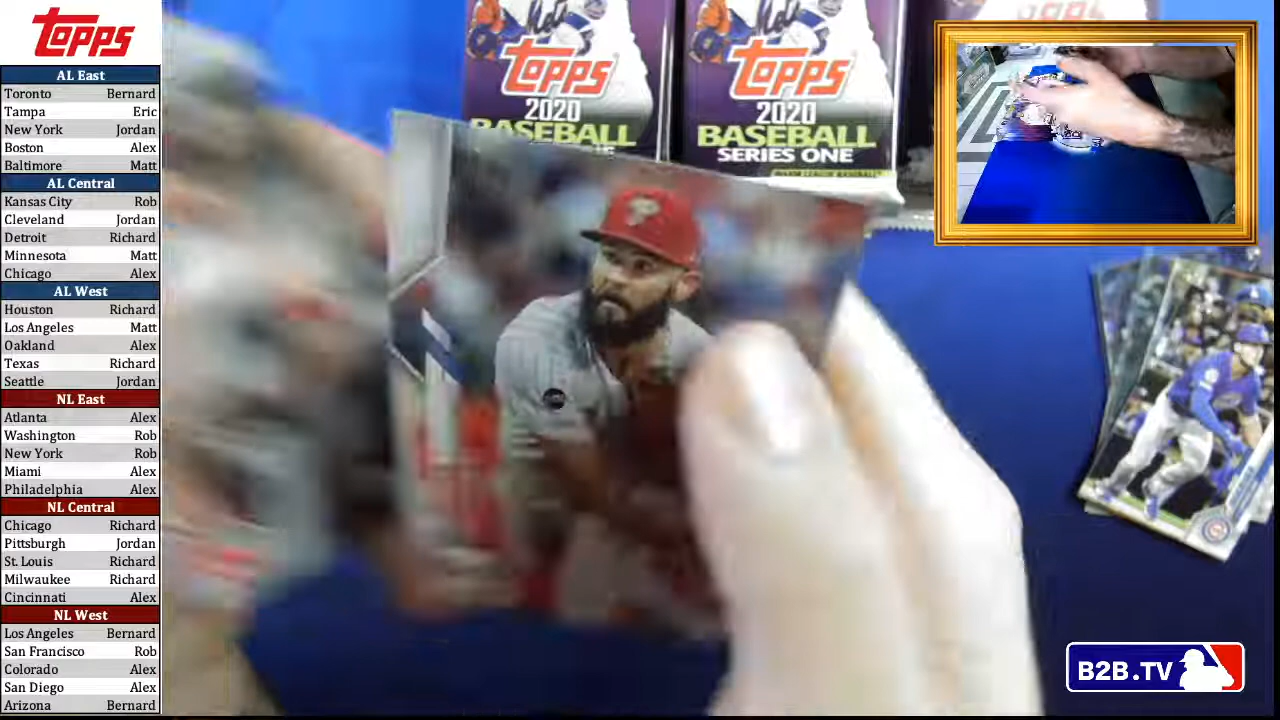 Topps
AL East
Toronto Bernard
Tampa Eric
New York Jordan
Boston Alex
Baltimore Matt
AL Central
Kansas City Rob
Cleveland Jordan
Detroit Richard
Minnesota Matt
Chicago Alex
AL West
Houston Richard
Los Angeles Matt
Oakland Alex
Texas Richard
Seattle Jordan
NL East
Atlanta Alex
Washington Rob
New York Rob
Miami Alex
Philadelphia Alex
NL Central
Chicago Richard
Pittsburgh Jordan
St. Louis Richard
Milwaukee Richard
Cincinnati Alex
NL West
Los Angeles Bernard
San Francisco Rob
Colorado Alex
San Diego Alex
Arizona Bernard
Topps
2020
BASEBALL
Topps
2020
BASEBALL
SERIES ONE
P
B2B.TV